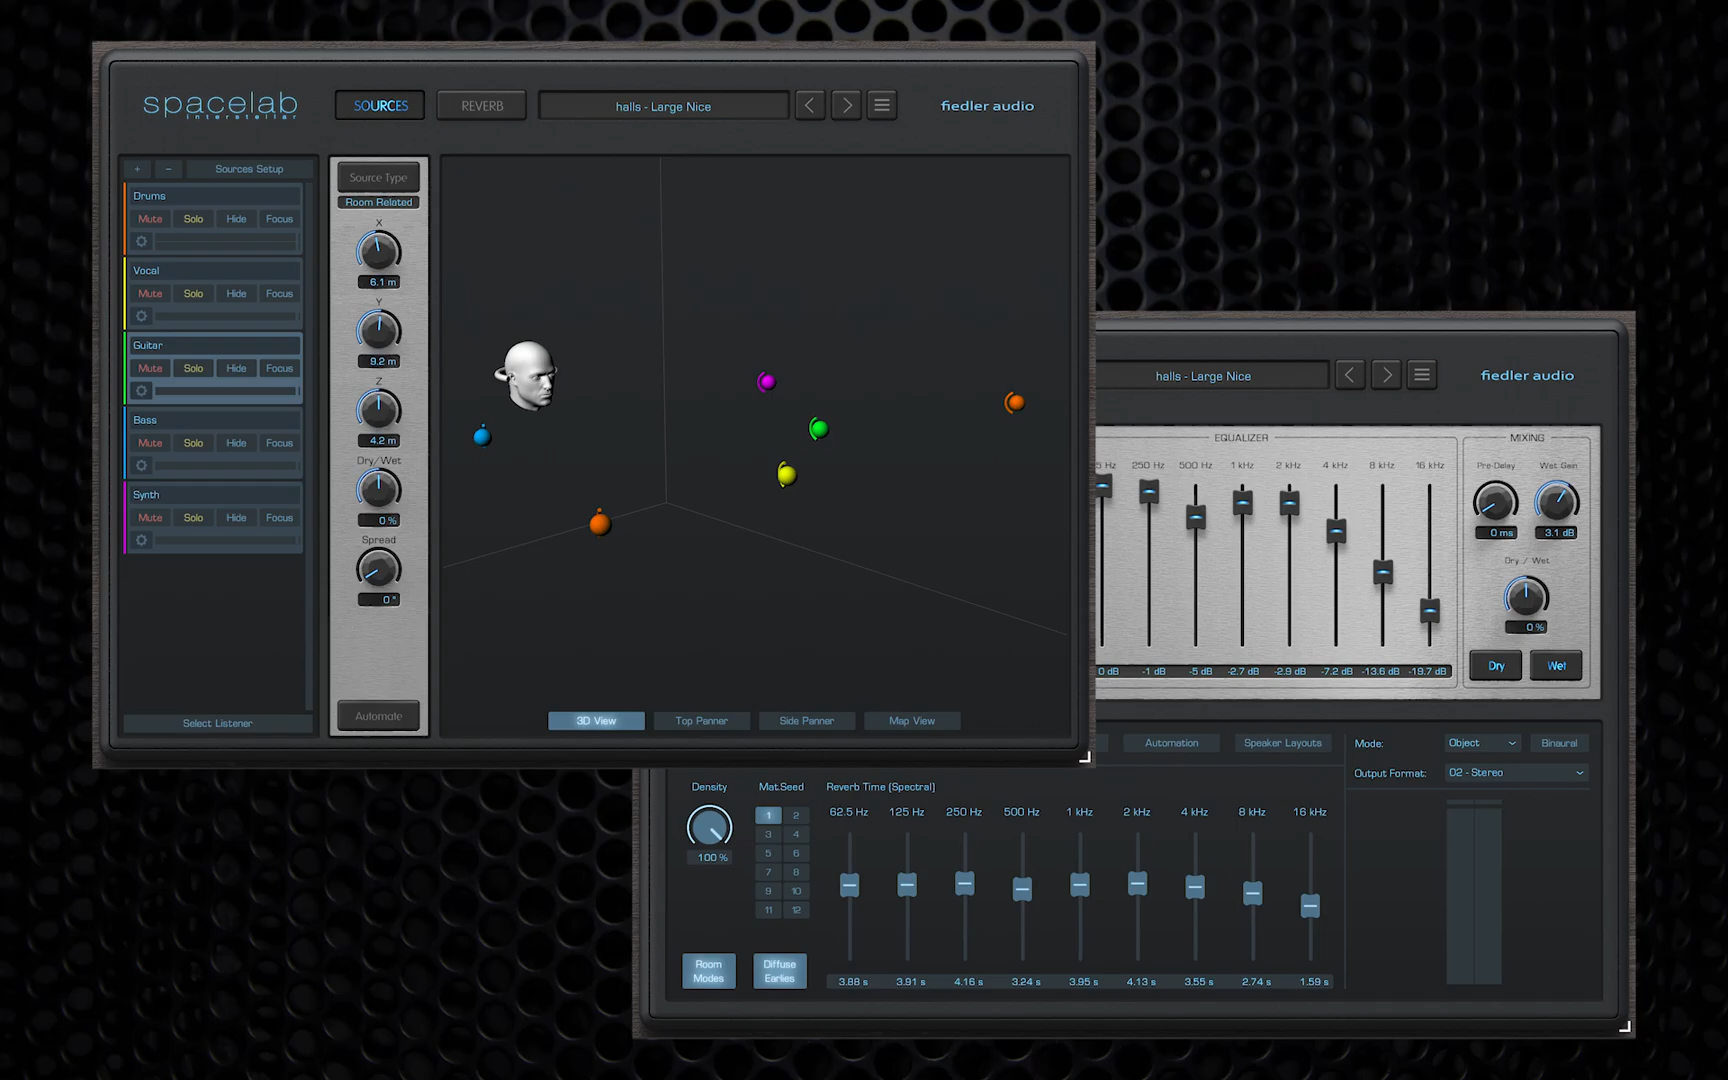 spacelab
interstellar
SOURCES
REVERB
halls - Large Nice
fiedler audio
+
-
Sources Setup
Drums
Mute Solo Hide Focus
Vocal
Mute Solo Hide Focus
Guitar
Mute Solo Hide Focus
Bass
Mute Solo Hide Focus
Synth
Mute Solo Hide Focus
Select Listener
Source Type
Room Related
X
6.1 m
Y
9.2 m
Z
4.2 m
Dry/Wet
0 %
Spread
0 °
Automate
3D View
Top Panner
Side Panner
Map View
halls - Large Nice
fiedler audio
EQUALIZER
5 Hz 250 Hz 500 Hz 1 kHz 2 kHz 4 kHz 8 kHz 16 kHz
0 dB -1 dB -5 dB -2.7 dB -2.9 dB -7.2 dB -13.6 dB -19.7 dB
MIXING
Pre-Delay Wet Gain
0 ms 3.1 dB
Dry / Wet
0 %
Dry Wet
Automation
Speaker Layouts
Mode: Object Binaural
Output Format: 02 - Stereo
Density
100 %
Mat.Seed
1 2
3 4
5 6
7 8
9 10
11 12
Room
Modes
Diffuse
Earlies
Reverb Time [Spectral]
62.5 Hz 125 Hz 250 Hz 500 Hz 1 kHz 2 kHz 4 kHz 8 kHz 16 kHz
3.88 s 3.91 s 4.16 s 3.24 s 3.95 s 4.13 s 3.55 s 2.74 s 1.59 s